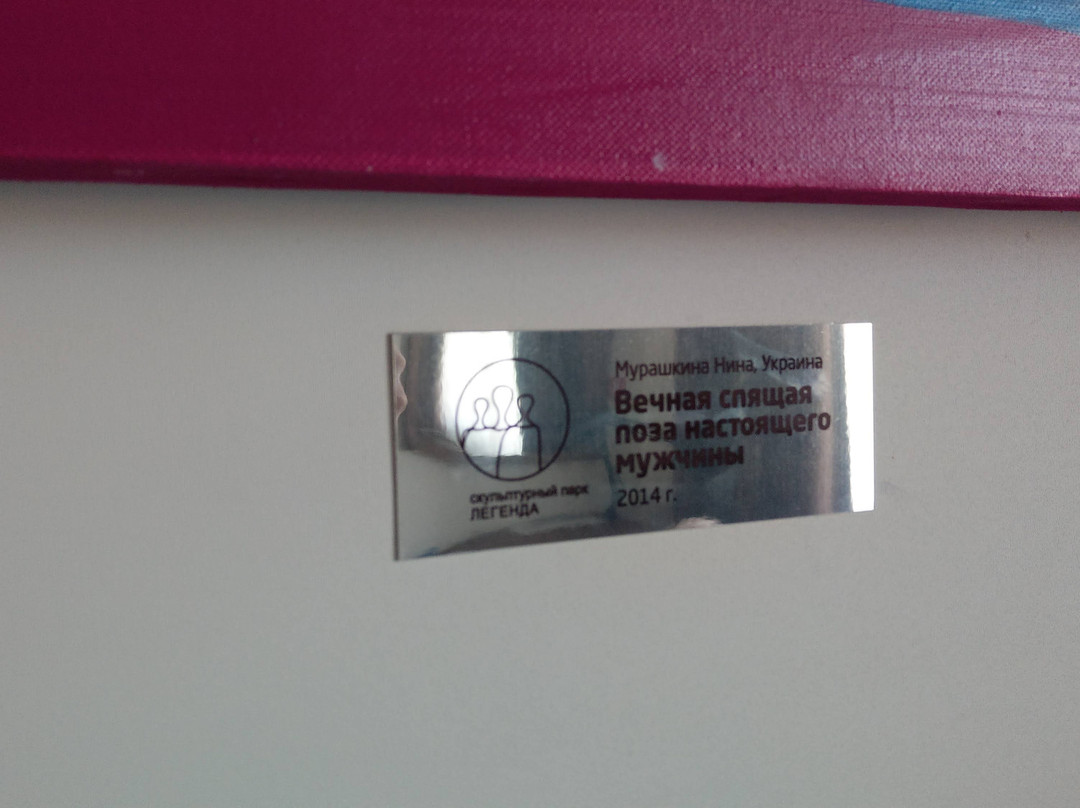 Мурашкина Нина, Украина
Вечная спящая
поза настоящего
мужчины
2014 г.
скульптурный парк
ЛЕГЕНДА